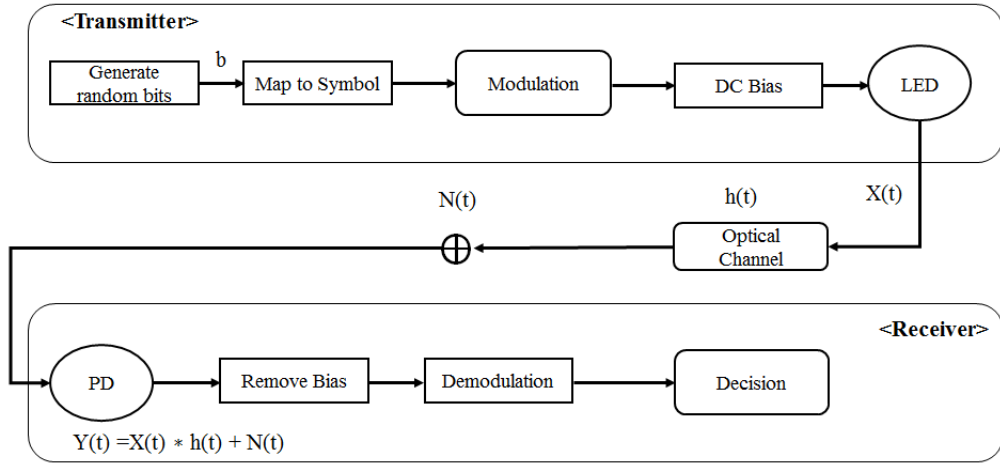 <Transmitter>
b
Generate
random bits
Map to Symbol
Modulation
DC Bias
LED
X(t)
h(t)
N(t)
Optical
Channel
<Receiver>
PD
Remove Bias
Demodulation
Decision
Y(t) =X(t) ∗ h(t) + N(t)